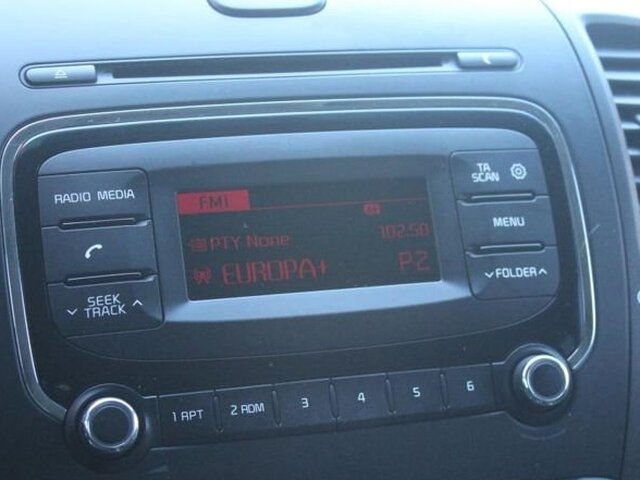 RADIO MEDIA
SEEK
TRACK
FM1
PTY None
102.50
EUROPA+
P2
TA
SCAN
MENU
FOLDER
1 RPT
2 RDM
3
4
5
6